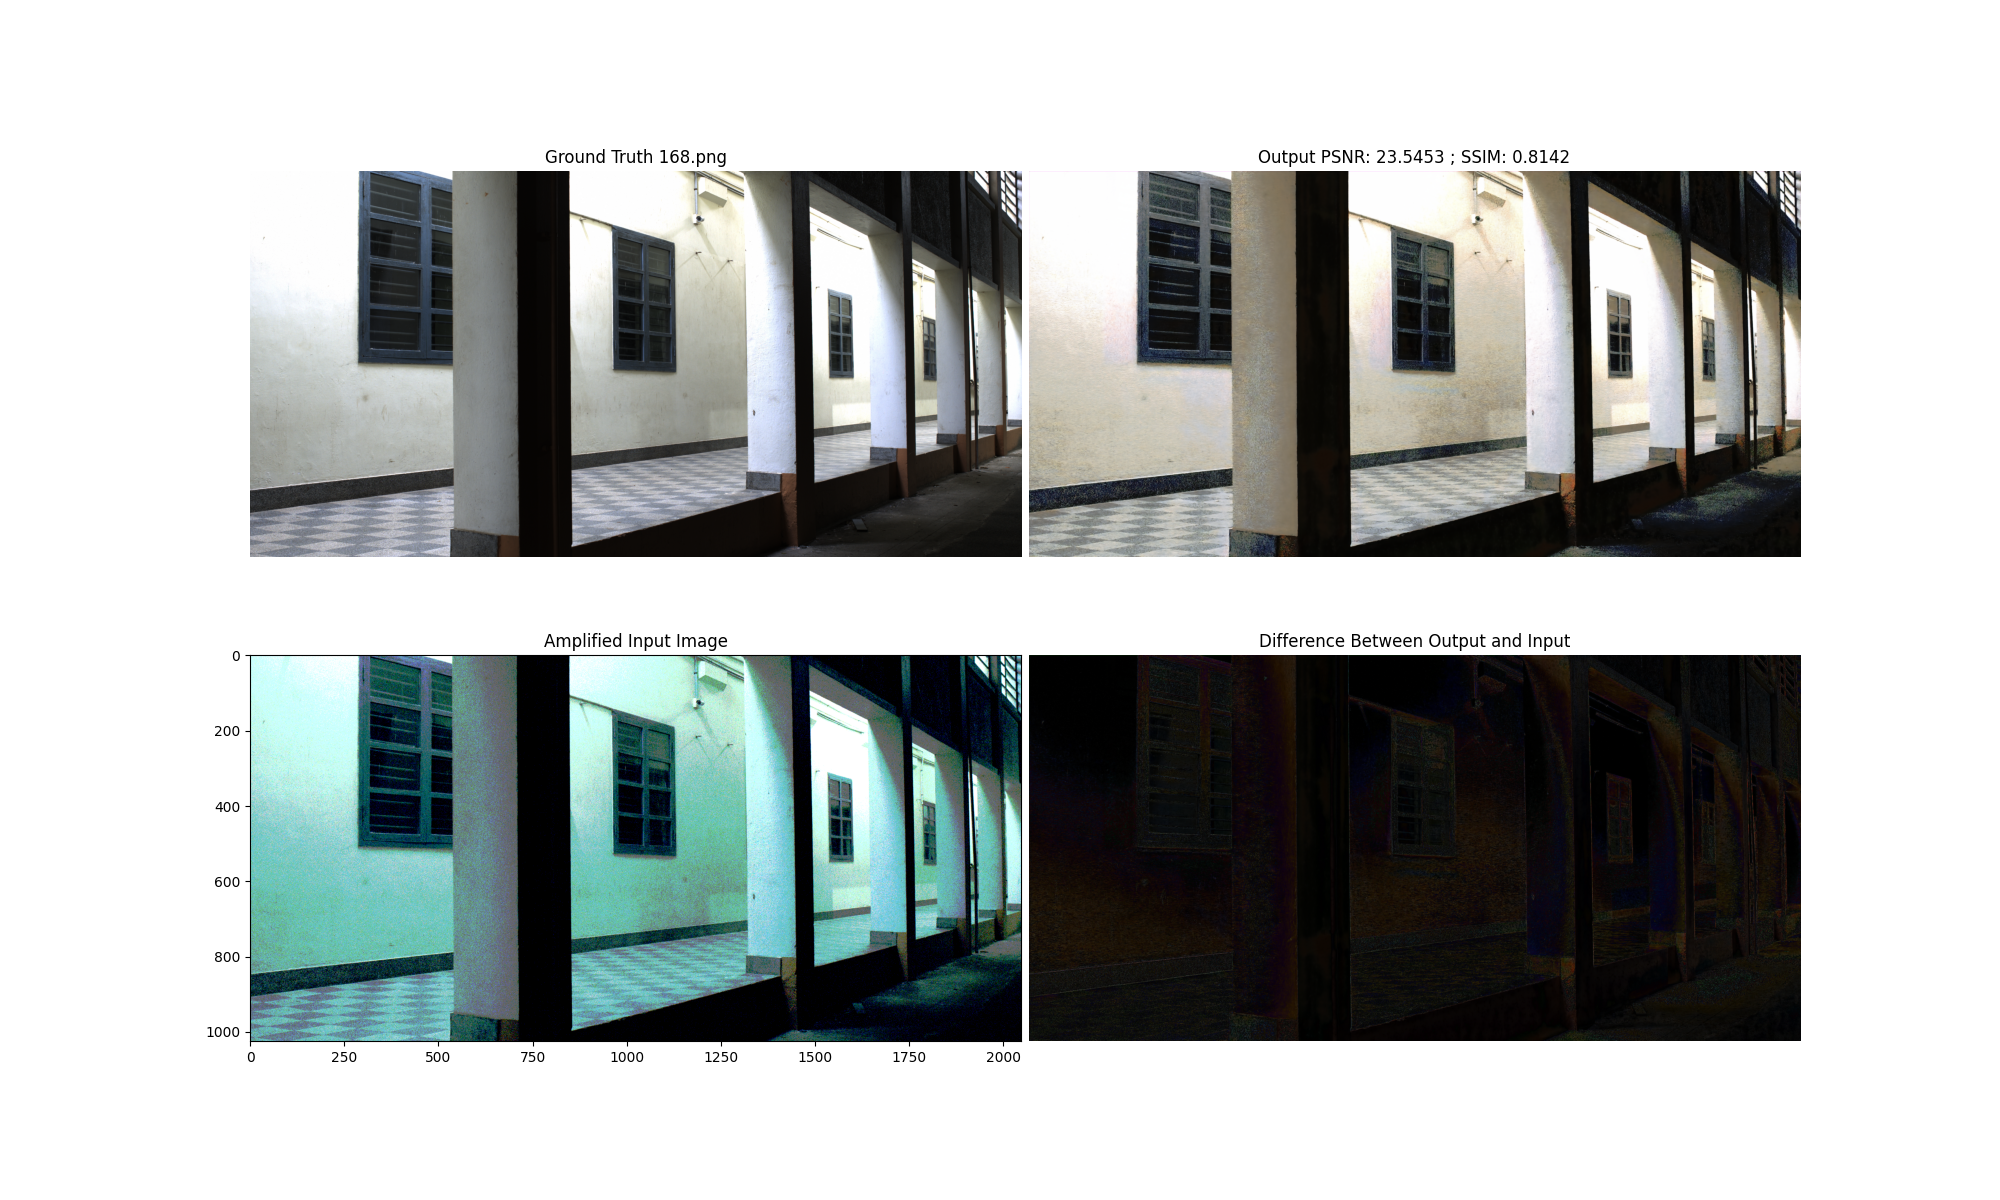 Ground Truth 168.png
Output PSNR: 23.5453 ; SSIM: 0.8142
Amplified Input Image
Difference Between Output and Input
0
200
400
600
800
1000
0 250 500 750 1000 1250 1500 1750 2000